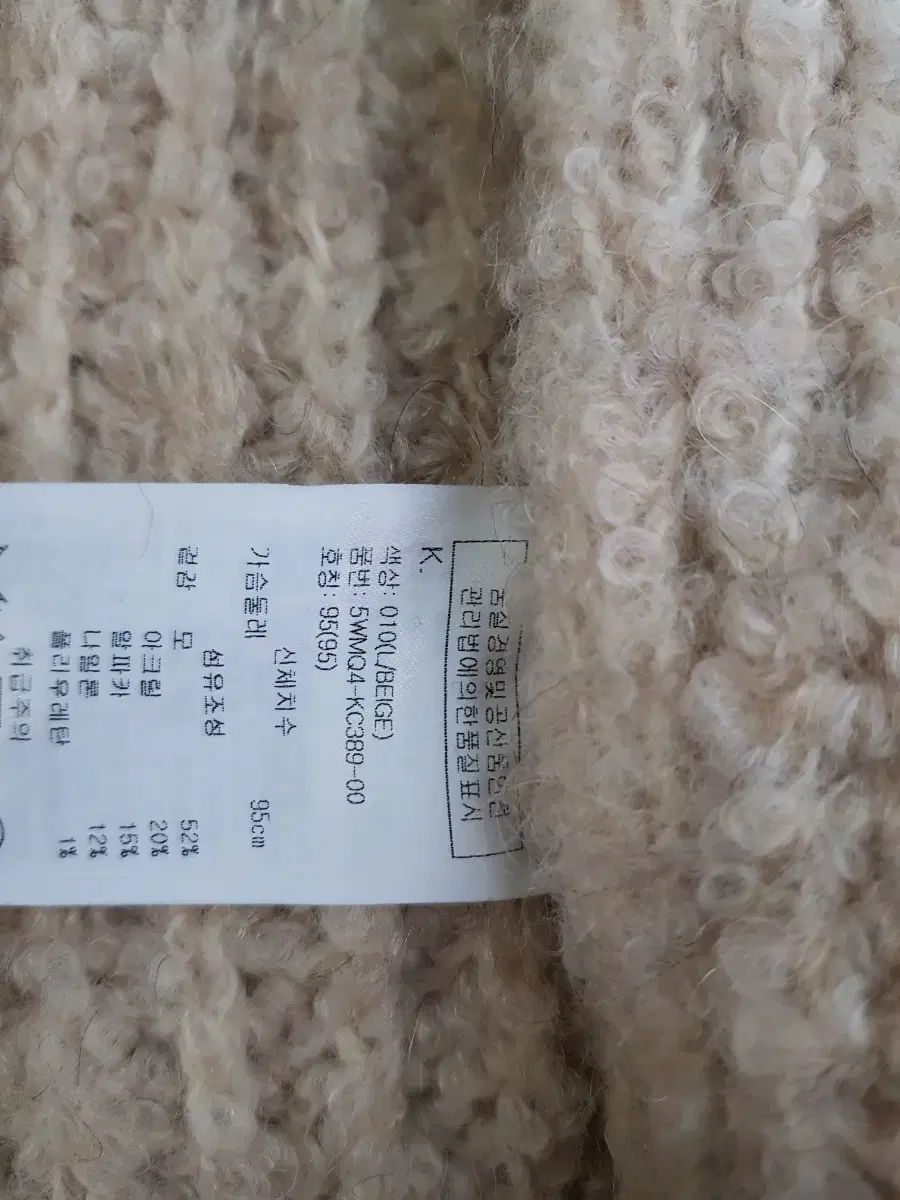 품질경영및공산품안전
관리법에의한품질표시
K.
색상: 010(L/BEIGE)
품번: 5WMQ4-KC389-00
호칭: 95(95)
신체치수
가슴둘레 95cm
섬유조성
겉감 모 52%
아크릴 20%
알파카 15%
나일론 12%
폴리우레탄 1%
취급주의